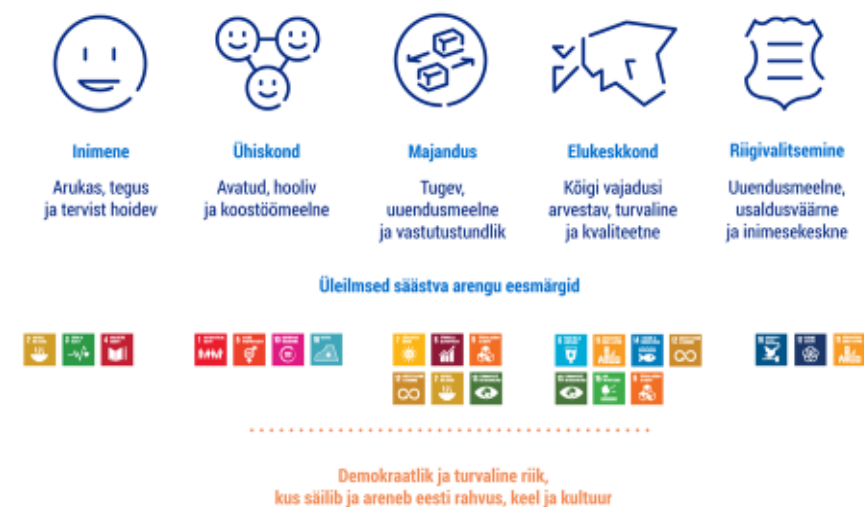 Inimene
Arukas, tegus
ja tervist hoidev
Ühiskond
Avatud, hooliv
ja koostöömeelne
Majandus
Tugev,
uuendusmeelne
ja vastutustundlik
Elukeskkond
Kõigi vajadusi
arvestav, turvaline
ja kvaliteetne
Riigivalitsemine
Uuendusmeelne,
usaldusväärne
ja inimesekeskne
Üleilmsed säästva arengu eesmärgid
Demokraatlik ja turvaline riik,
kus säilib ja areneb eesti rahvus, keel ja kultuur